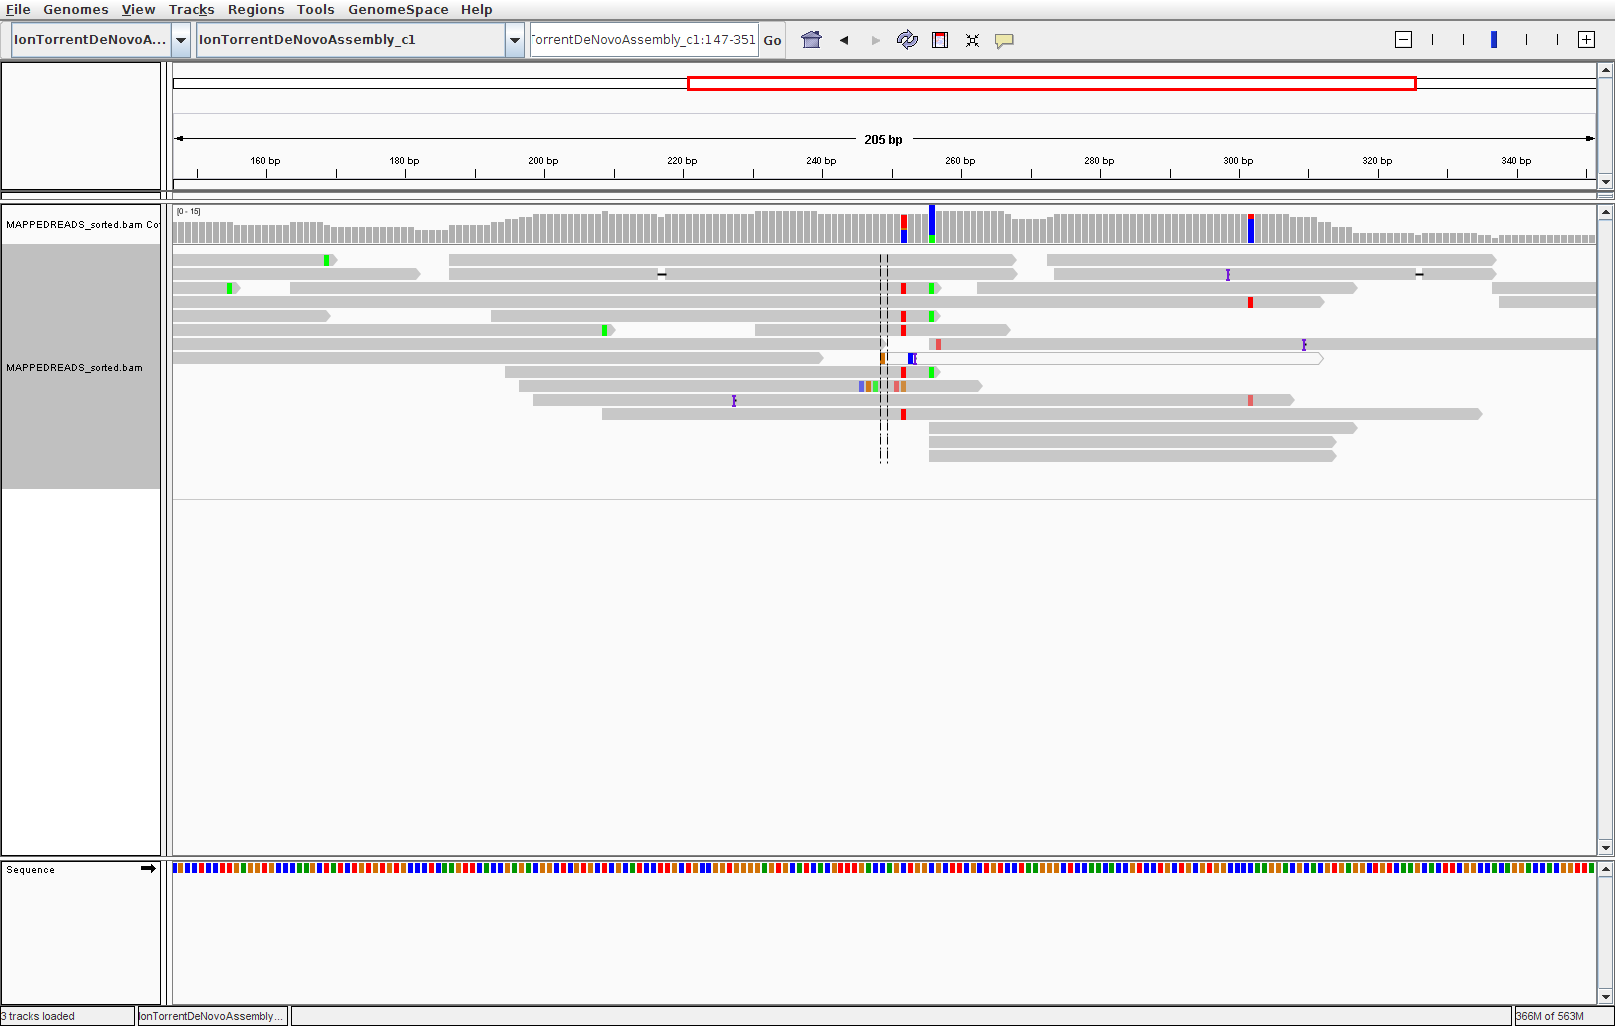 File Genomes View Tracks Regions Tools GenomeSpace Help
IonTorrentDeNovoA... IonTorrentDeNovoAssembly_c1 TorrentDeNovoAssembly_c1:147-351 Go
205 bp
160 bp 180 bp 200 bp 220 bp 240 bp 260 bp 280 bp 300 bp 320 bp 340 bp
[0 - 15]
MAPPEDREADS_sorted.bam Co
MAPPEDREADS_sorted.bam
Sequence
3 tracks loaded IonTorrentDeNovoAssembly... 366M of 563M